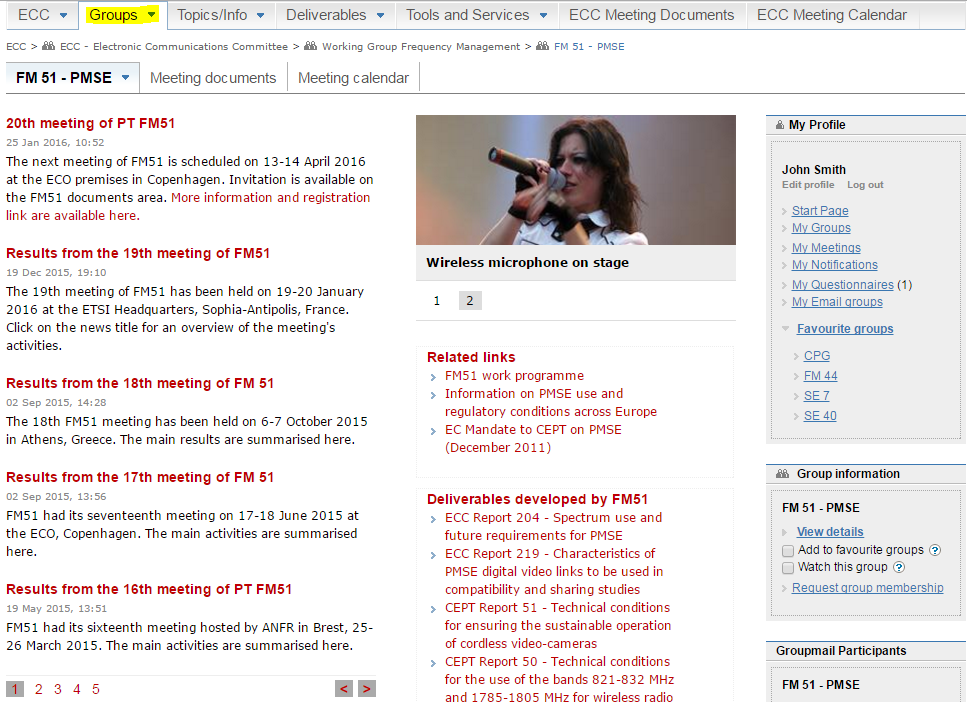 ECC Groups Topics/Info Deliverables Tools and Services ECC Meeting Documents ECC Meeting Calendar
ECC > ECC - Electronic Communications Committee > Working Group Frequency Management > FM 51 - PMSE
FM 51 - PMSE Meeting documents Meeting calendar
20th meeting of PT FM51
25 Jan 2016, 10:52
The next meeting of FM51 is scheduled on 13-14 April 2016
at the ECO premises in Copenhagen. Invitation is available on
the FM51 documents area. More information and registration
link are available here.
Results from the 19th meeting of FM51
19 Dec 2015, 19:10
The 19th meeting of FM51 has been held on 19-20 January
2016 at the ETSI Headquarters, Sophia-Antipolis, France.
Click on the news title for an overview of the meeting's
activities.
Results from the 18th meeting of FM 51
02 Sep 2015, 14:28
The 18th FM51 meeting has been held on 6-7 October 2015
in Athens, Greece. The main results are summarised here.
Results from the 17th meeting of FM 51
02 Sep 2015, 13:56
FM51 had its seventeenth meeting on 17-18 June 2015 at
the ECO, Copenhagen. The main activities are summarised
here.
Results from the 16th meeting of PT FM51
19 May 2015, 13:51
FM51 had its sixteenth meeting hosted by ANFR in Brest, 25-
26 March 2015. The main activities are summarised here.
1 2 3 4 5 < >
Wireless microphone on stage
1 2
Related links
FM51 work programme
Information on PMSE use and
regulatory conditions across Europe
EC Mandate to CEPT on PMSE
(December 2011)
Deliverables developed by FM51
ECC Report 204 - Spectrum use and
future requirements for PMSE
ECC Report 219 - Characteristics of
PMSE digital video links to be used in
compatibility and sharing studies
CEPT Report 51 - Technical conditions
for ensuring the sustainable operation
of cordless video-cameras
CEPT Report 50 - Technical conditions
for the use of the bands 821-832 MHz
and 1785-1805 MHz for wireless radio
My Profile
John Smith
Edit profile Log out
Start Page
My Groups
My Meetings
My Notifications
My Questionnaires (1)
My Email groups
Favourite groups
CPG
FM 44
SE 7
SE 40
Group information
FM 51 - PMSE
View details
Add to favourite groups ?
Watch this group ?
Request group membership
Groupmail Participants
FM 51 - PMSE